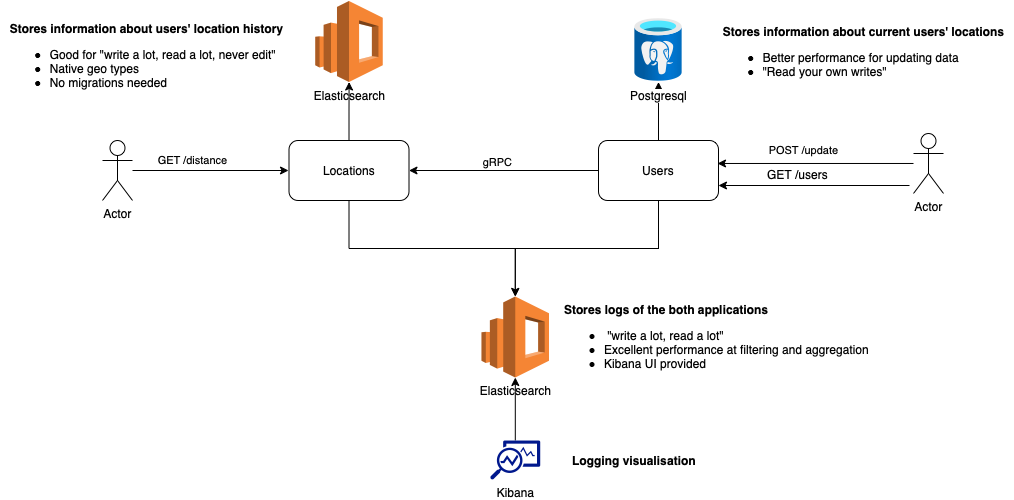 Stores information about users' location history
• Good for "write a lot, read a lot, never edit"
• Native geo types
• No migrations needed
Elasticsearch
Stores information about current users' locations
• Better performance for updating data
• "Read your own writes"
Postgresql
GET /distance
Actor
Locations
gRPC
Users
POST /update
GET /users
Actor
Stores logs of the both applications
• "write a lot, read a lot"
• Excellent performance at filtering and aggregation
• Kibana UI provided
Elasticsearch
Logging visualisation
Kibana